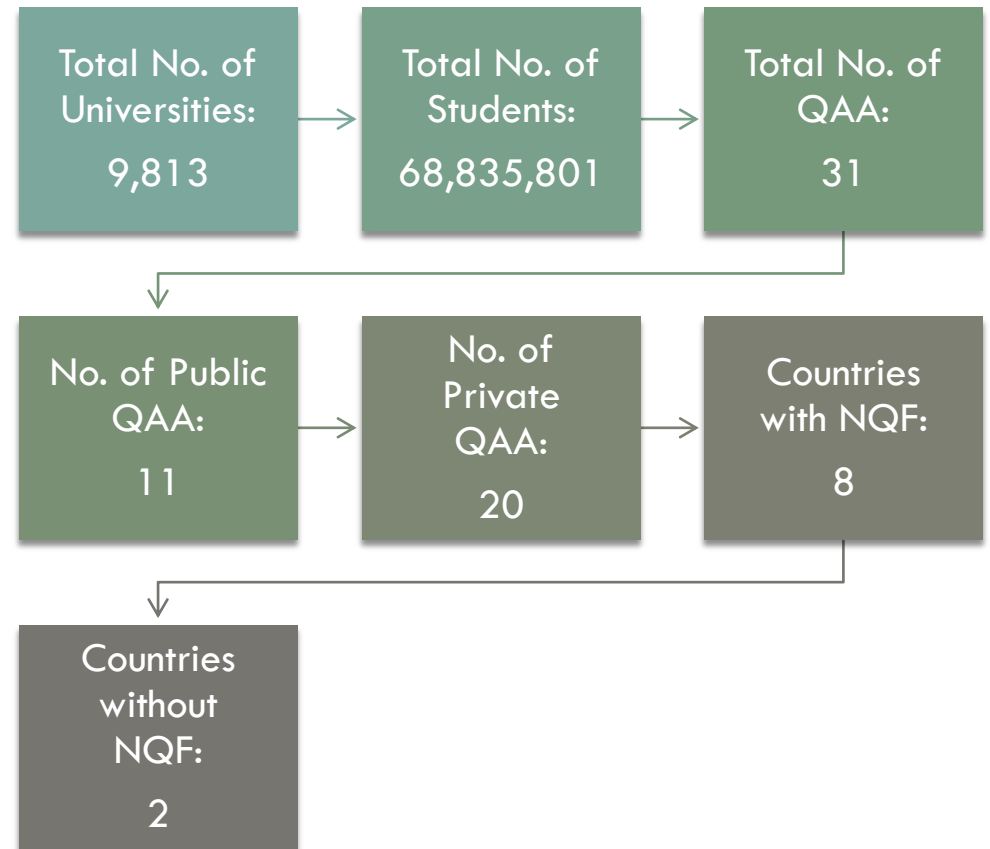 Total No. of
Universities:
9,813
Total No. of
Students:
68,835,801
Total No. of
QAA:
31
No. of Public
QAA:
11
No. of
Private
QAA:
20
Countries
with NQF:
8
Countries
without
NQF:
2